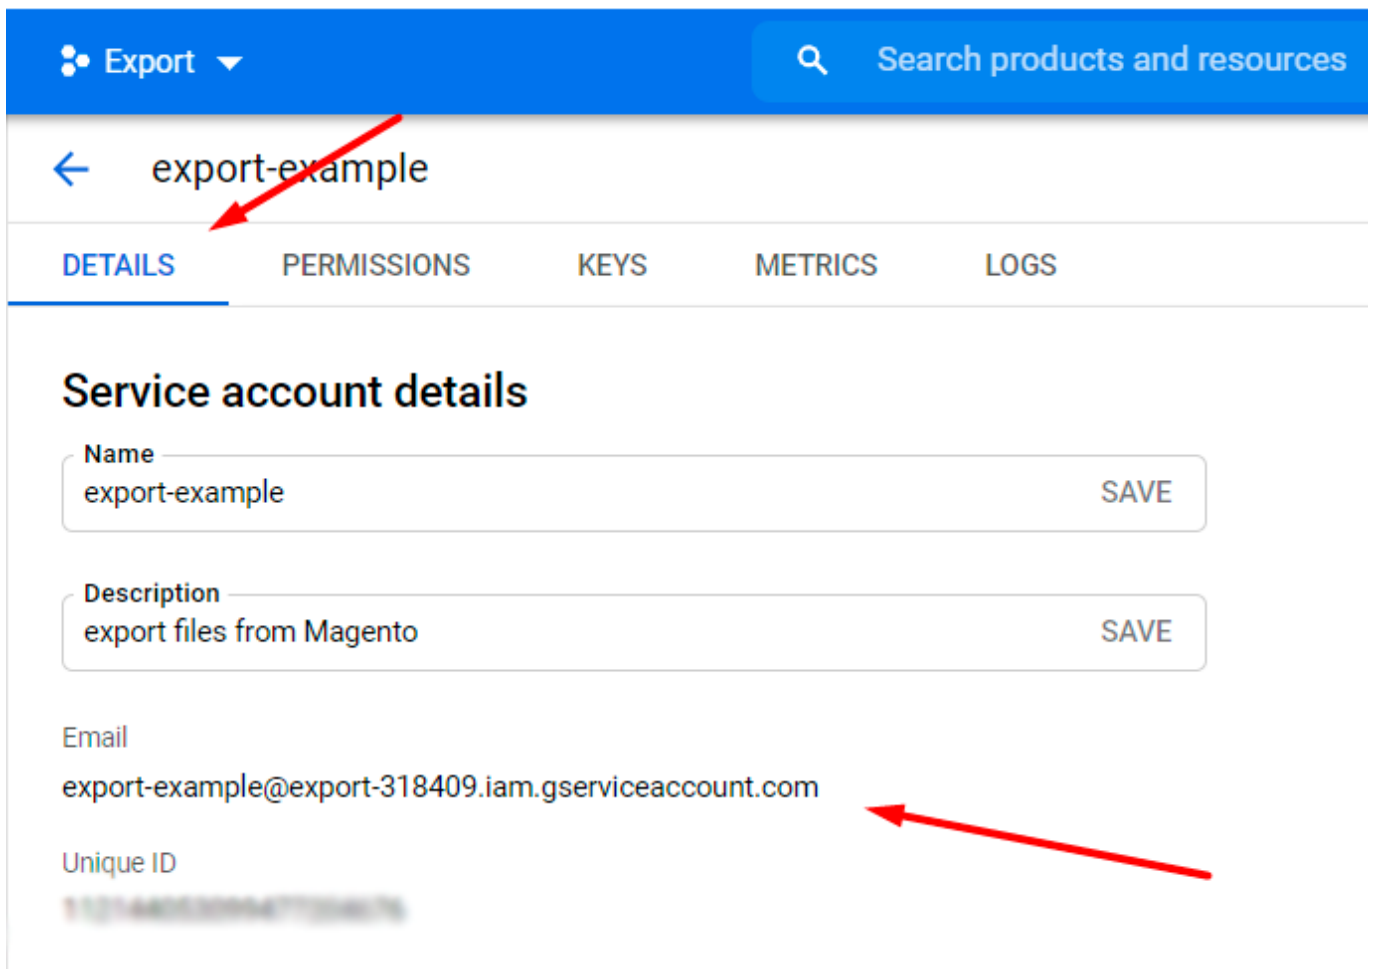 Export
Search products and resources
export-example
DETAILS PERMISSIONS KEYS METRICS LOGS
Service account details
Name
export-example SAVE
Description
export files from Magento SAVE
Email
export-example@export-318409.iam.gserviceaccount.com
Unique ID